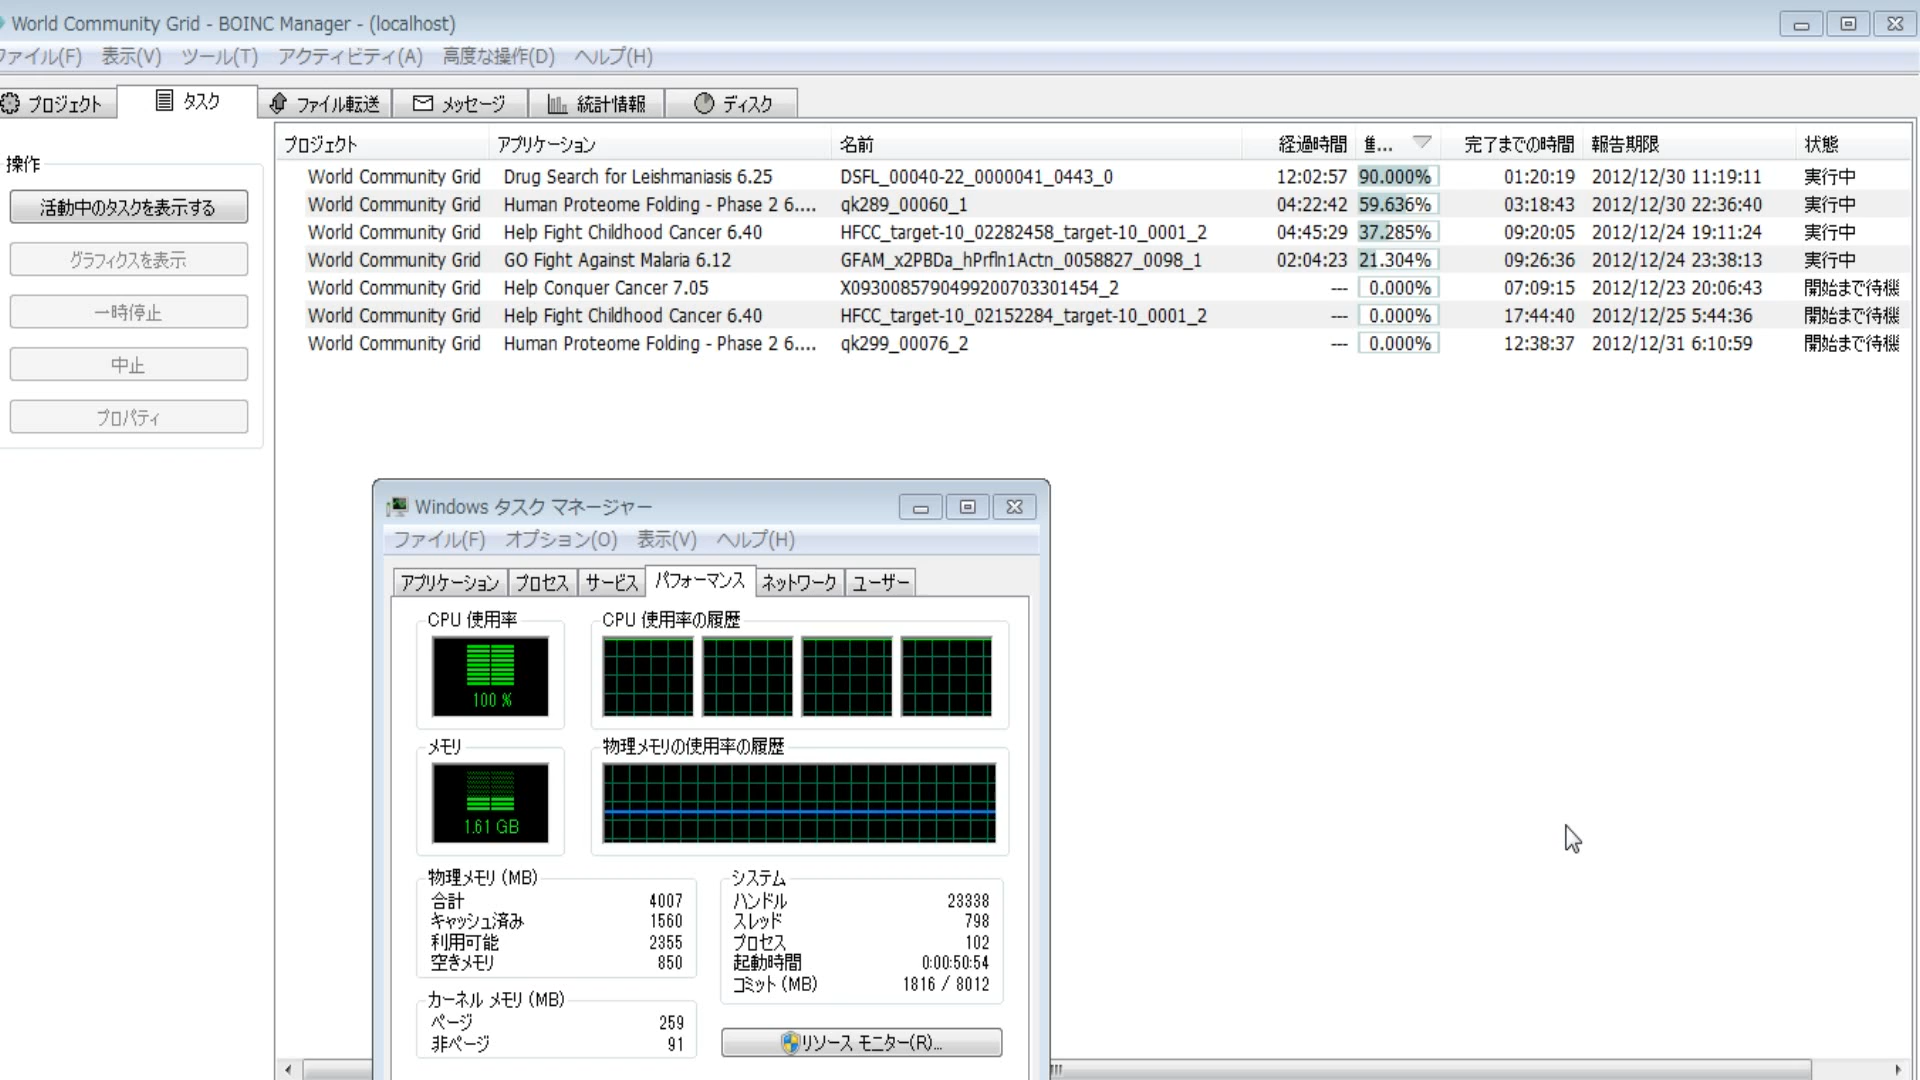 World Community Grid - BOINC Manager - (localhost)
ファイル(F) 表示(V) ツール(T) アクティビティ(A) 高度な操作(D) ヘルプ(H)
プロジェクト タスク ファイル転送 メッセージ 統計情報 ディスク
操作
活動中のタスクを表示する
グラフィクスを表示
一時停止
中止
プロパティ
プロジェクト アプリケーション 名前 経過時間 進... 完了までの時間 報告期限 状態
World Community Grid Drug Search for Leishmaniasis 6.25 DSFL_00040-22_0000041_0443_0 12:02:57 90.000% 01:20:19 2012/12/30 11:19:11 実行中
World Community Grid Human Proteome Folding - Phase 2 6.... qk289_00060_1 04:22:42 59.636% 03:18:43 2012/12/30 22:36:40 実行中
World Community Grid Help Fight Childhood Cancer 6.40 HFCC_target-10_02282458_target-10_0001_2 04:45:29 37.285% 09:20:05 2012/12/24 19:11:24 実行中
World Community Grid GO Fight Against Malaria 6.12 GFAM_x2PBDa_hPrfln1Actn_0058827_0098_1 02:04:23 21.304% 09:26:36 2012/12/24 23:38:13 実行中
World Community Grid Help Conquer Cancer 7.05 X0930085790499200703301454_2 --- 0.000% 07:09:15 2012/12/23 20:06:43 開始まで待機
World Community Grid Help Fight Childhood Cancer 6.40 HFCC_target-10_02152284_target-10_0001_2 --- 0.000% 17:44:40 2012/12/25 5:44:36 開始まで待機
World Community Grid Human Proteome Folding - Phase 2 6.... qk299_00076_2 --- 0.000% 12:38:37 2012/12/31 6:10:59 開始まで待機
Windows タスク マネージャー
ファイル(F) オプション(O) 表示(V) ヘルプ(H)
アプリケーション プロセス サービス パフォーマンス ネットワーク ユーザー
CPU 使用率
100 %
CPU 使用率の履歴
メモリ
1.61 GB
物理メモリの使用率の履歴
物理メモリ (MB)
合計 4007
キャッシュ済み 1560
利用可能 2355
空きメモリ 850
カーネル メモリ (MB)
ページ 259
非ページ 91
システム
ハンドル 23338
スレッド 798
プロセス 102
起動時間 0:00:50:54
コミット (MB) 1816 / 8012
リソース モニター(R)...